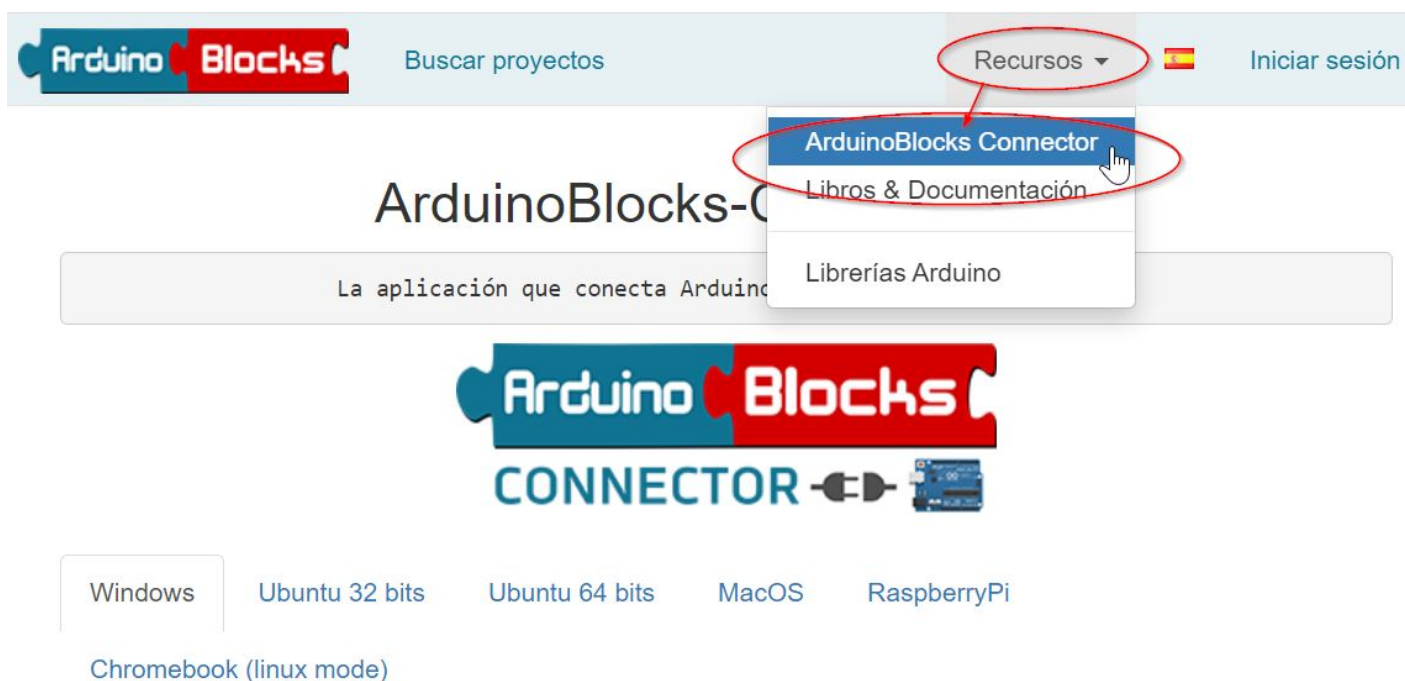 Arduino Blocks
Buscar proyectos
Recursos
Iniciar sesión
ArduinoBlocks Connector
Libros & Documentación
Librerías Arduino
ArduinoBlocks-
La aplicación que conecta
Arduino Blocks
CONNECTOR
Windows
Ubuntu 32 bits
Ubuntu 64 bits
MacOS
RaspberryPi
Chromebook (linux mode)